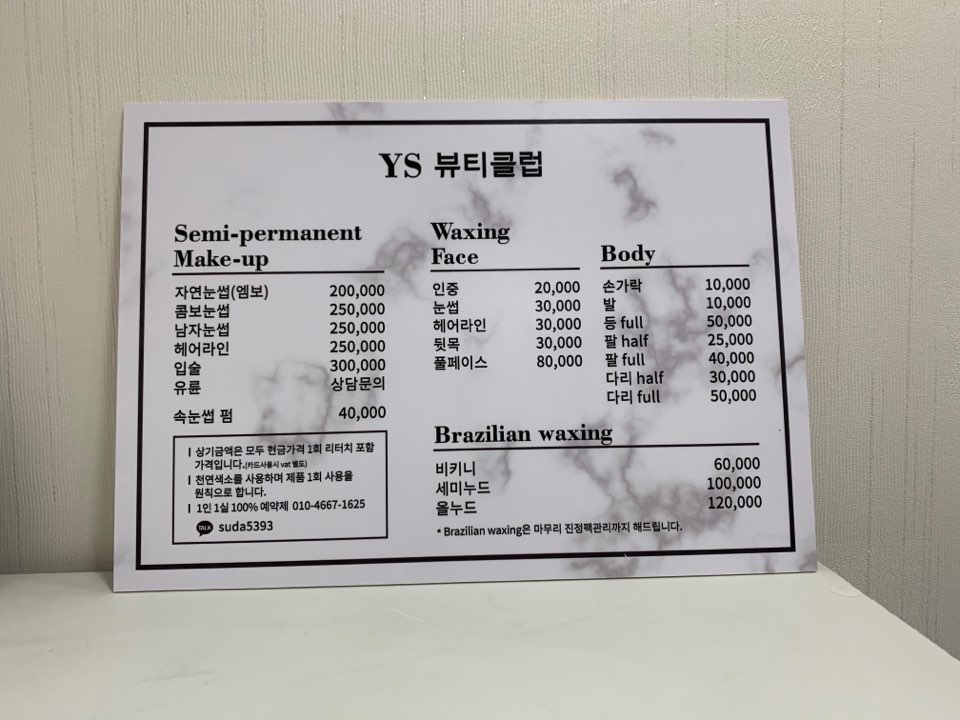 YS 뷰티클럽
Semi-permanent
Make-up
자연눈썹(엠보) 200,000
콤보눈썹 250,000
남자눈썹 250,000
헤어라인 250,000
입술 300,000
유륜 상담문의
속눈썹 펌 40,000
I 상기금액은 모두 현금가격 1회 리터치 포함
가격입니다.(카드사용시 vat 별도)
I 천연색소를 사용하며 제품 1회 사용을
원칙으로 합니다.
I 1인 1실 100% 예약제 010-4667-1625
TALK suda5393
Waxing
Face
인중 20,000
눈썹 30,000
헤어라인 30,000
뒷목 30,000
풀페이스 80,000
Body
손가락 10,000
발 10,000
등 full 50,000
팔 half 25,000
팔 full 40,000
다리 half 30,000
다리 full 50,000
Brazilian waxing
비키니 60,000
세미누드 100,000
올누드 120,000
* Brazilian waxing은 마무리 진정팩관리까지 해드립니다.